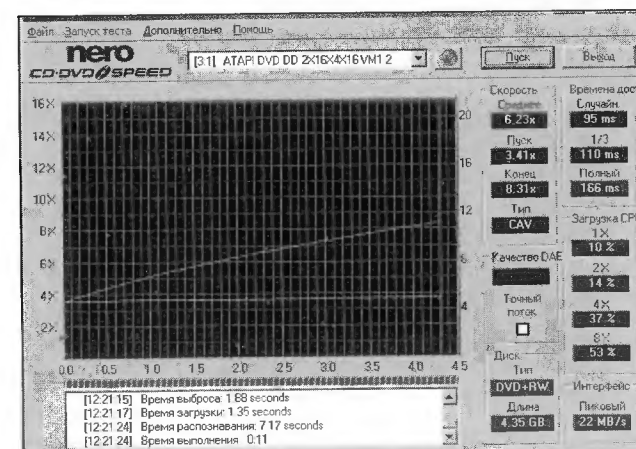 Файл Запуск теста Дополнительно Помощь
nero
CD·DVD SPEED
[3:1] ATAPI DVD DD 2X16X4X16 VM1 2
Пуск
Выход
16X
14X
12X
10X
8X
6X
4X
2X
20
16
12
8
4
0.0 0.5 1.0 1.5 2.0 2.5 3.0 3.5 4.0 4.5
Скорость
Среднее
6.23x
Пуск
3.41x
Конец
8.31x
Тип
CAV
Качество DAE
Точный
поток
Диск
Тип
DVD+RW
Длина
4.35 GB
Времена дост
Случайн.
95 ms
1/3
110 ms
Полный
166 ms
Загрузка CPU
1X
10 %
2X
14 %
4X
37 %
8X
53 %
Интерфейс
Пиковый
22 MB/s
[12:21:15] Время выброса: 1.88 seconds
[12:21:17] Время загрузки: 1.35 seconds
[12:21:24] Время распознавания: 7.17 seconds
[12:21:24] Время выполнения 0:11